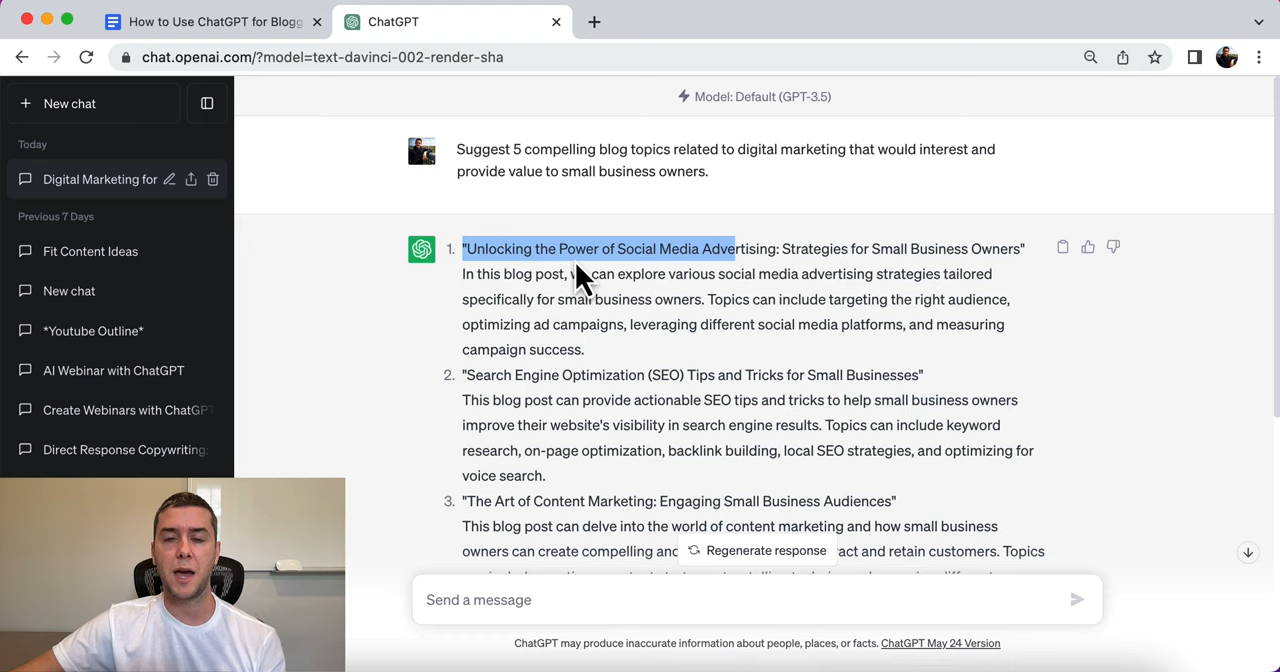 How to Use ChatGPT for Blogg
ChatGPT
chat.openai.com/?model=text-davinci-002-render-sha
New chat
Today
Digital Marketing for
Previous 7 Days
Fit Content Ideas
New chat
*Youtube Outline*
AI Webinar with ChatGPT
Create Webinars with ChatGPT
Direct Response Copywriting:
Model: Default (GPT-3.5)
Suggest 5 compelling blog topics related to digital marketing that would interest and
provide value to small business owners.
1. "Unlocking the Power of Social Media Advertising: Strategies for Small Business Owners"
In this blog post, we can explore various social media advertising strategies tailored
specifically for small business owners. Topics can include targeting the right audience,
optimizing ad campaigns, leveraging different social media platforms, and measuring
campaign success.
2. "Search Engine Optimization (SEO) Tips and Tricks for Small Businesses"
This blog post can provide actionable SEO tips and tricks to help small business owners
improve their website's visibility in search engine results. Topics can include keyword
research, on-page optimization, backlink building, local SEO strategies, and optimizing for
voice search.
3. "The Art of Content Marketing: Engaging Small Business Audiences"
This blog post can delve into the world of content marketing and how small business
owners can create compelling and ract and retain customers. Topics
Regenerate response
Send a message
ChatGPT may produce inaccurate information about people, places, or facts. ChatGPT May 24 Version